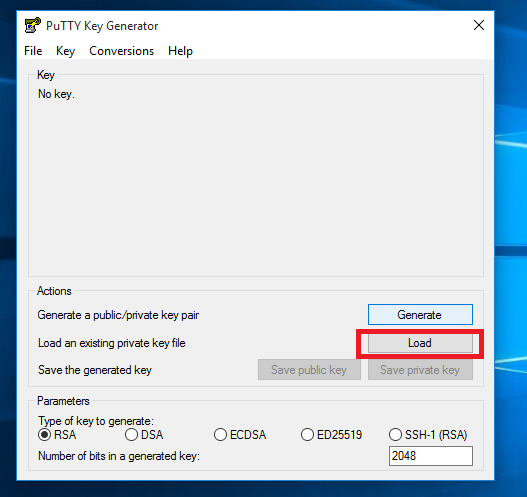 PuTTY Key Generator
File Key Conversions Help
Key
No key.
Actions
Generate a public/private key pair Generate
Load an existing private key file Load
Save the generated key Save public key Save private key
Parameters
Type of key to generate:
RSA DSA ECDSA ED25519 SSH-1 (RSA)
Number of bits in a generated key: 2048